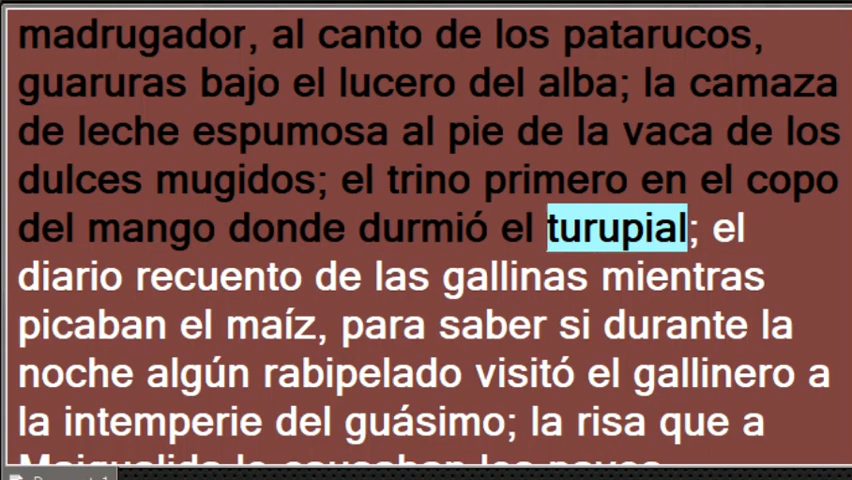 madrugador, al canto de los patarucos,
guaruras bajo el lucero del alba; la camaza
de leche espumosa al pie de la vaca de los
dulces mugidos; el trino primero en el copo
del mango donde durmió el turupial; el
diario recuento de las gallinas mientras
picaban el maíz, para saber si durante la
noche algún rabipelado visitó el gallinero a
la intemperie del guásimo; la risa que a